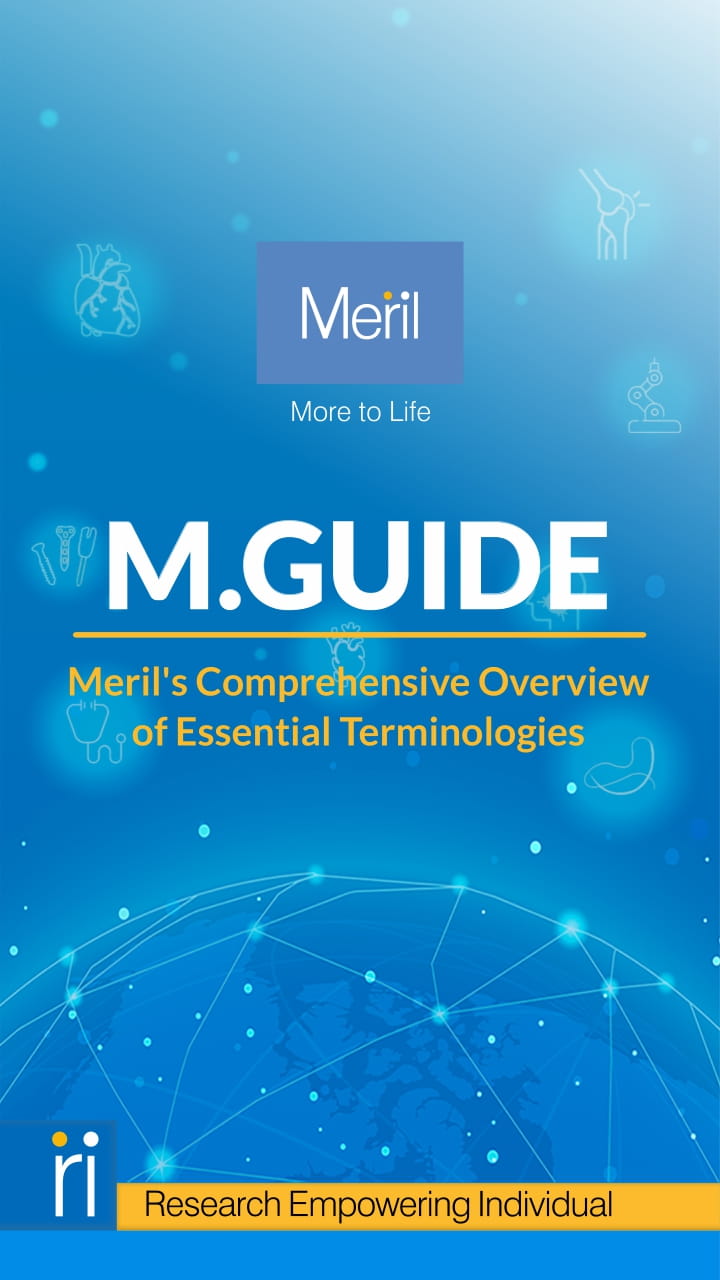 Meril
More to Life
M.GUIDE
Meril's Comprehensive Overview
of Essential Terminologies
ri
Research Empowering Individual